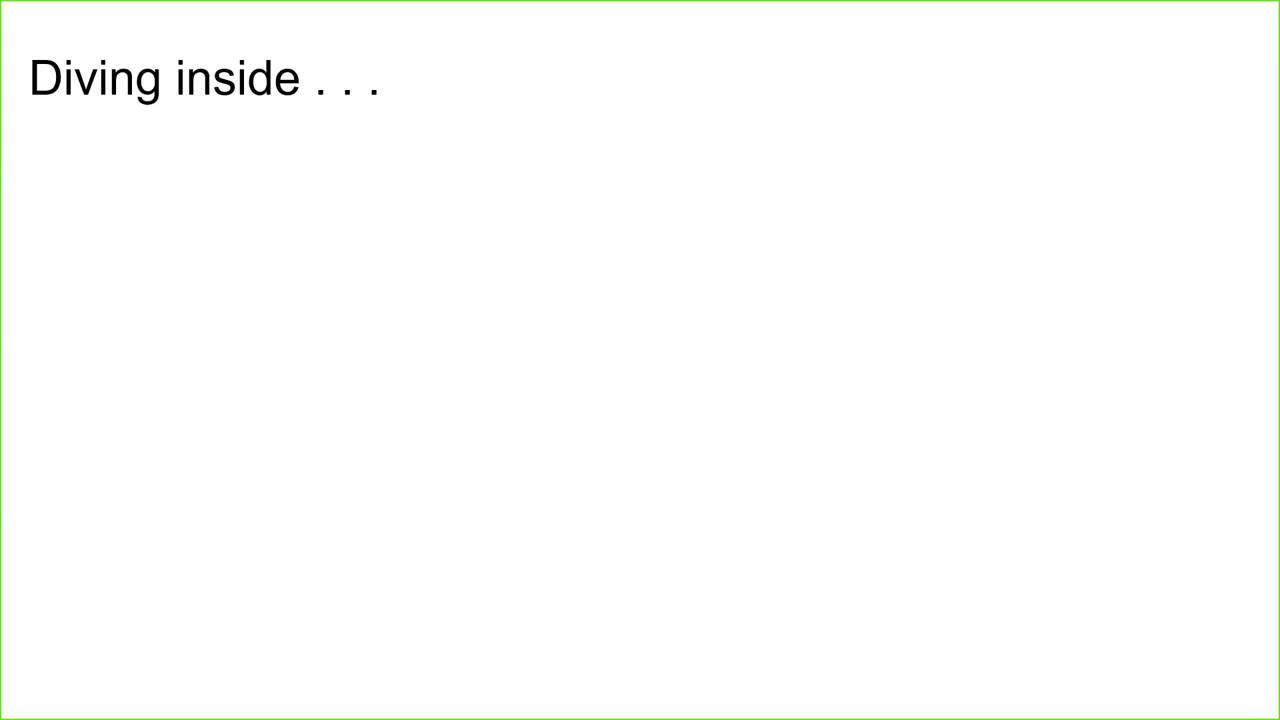 Diving inside . . .